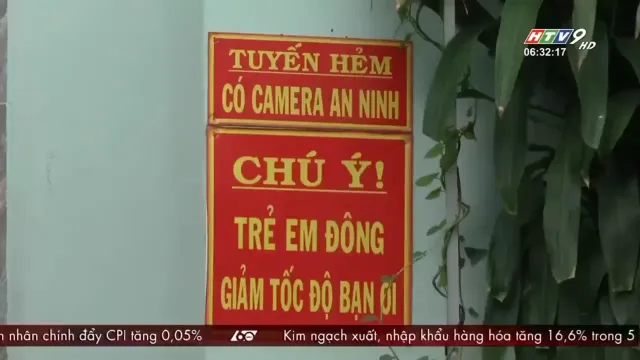 HTV9 HD
06:32:17
TUYẾN HẺM
CÓ CAMERA AN NINH
CHÚ Ý!
TRẺ EM ĐÔNG
GIẢM TỐC ĐỘ BẠN ƠI
nhân chính đẩy CPI tăng 0,05% 60 Kim ngạch xuất, nhập khẩu hàng hóa tăng 16,6% trong 5